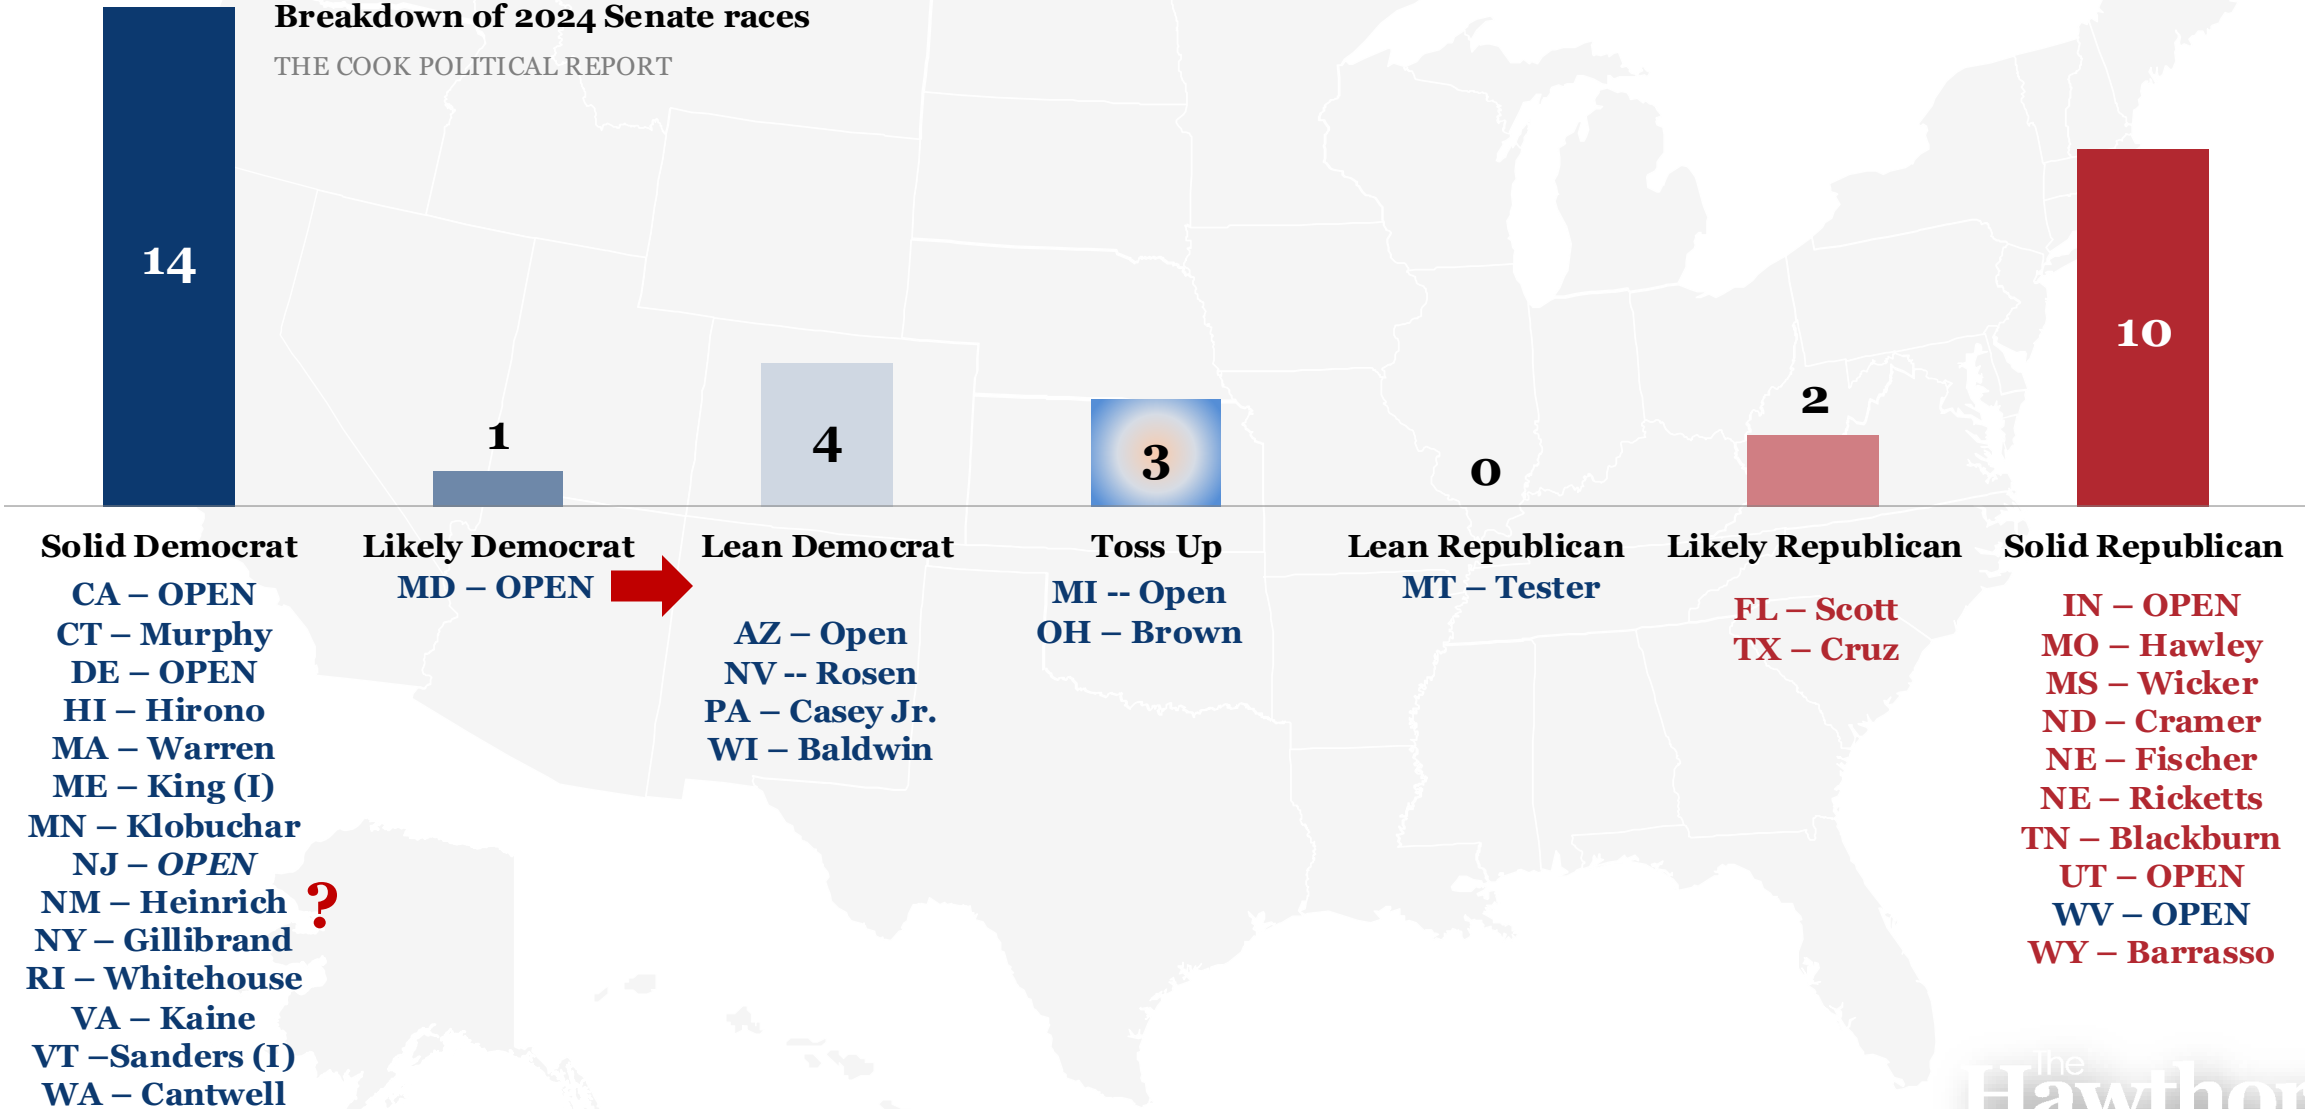 Breakdown of 2024 Senate races
THE COOK POLITICAL REPORT
14
1
4
3
0
2
10
Solid Democrat
CA – OPEN
CT – Murphy
DE – OPEN
HI – Hirono
MA – Warren
ME – King (I)
MN – Klobuchar
NJ – OPEN
NM – Heinrich
?
NY – Gillibrand
RI – Whitehouse
VA – Kaine
VT –Sanders (I)
WA – Cantwell
Likely Democrat
MD – OPEN
Lean Democrat
AZ – Open
NV -- Rosen
PA – Casey Jr.
WI – Baldwin
Toss Up
MI -- Open
OH – Brown
Lean Republican
MT – Tester
Likely Republican
FL – Scott
TX – Cruz
Solid Republican
IN – OPEN
MO – Hawley
MS – Wicker
ND – Cramer
NE – Fischer
NE – Ricketts
TN – Blackburn
UT – OPEN
WV – OPEN
WY – Barrasso
The